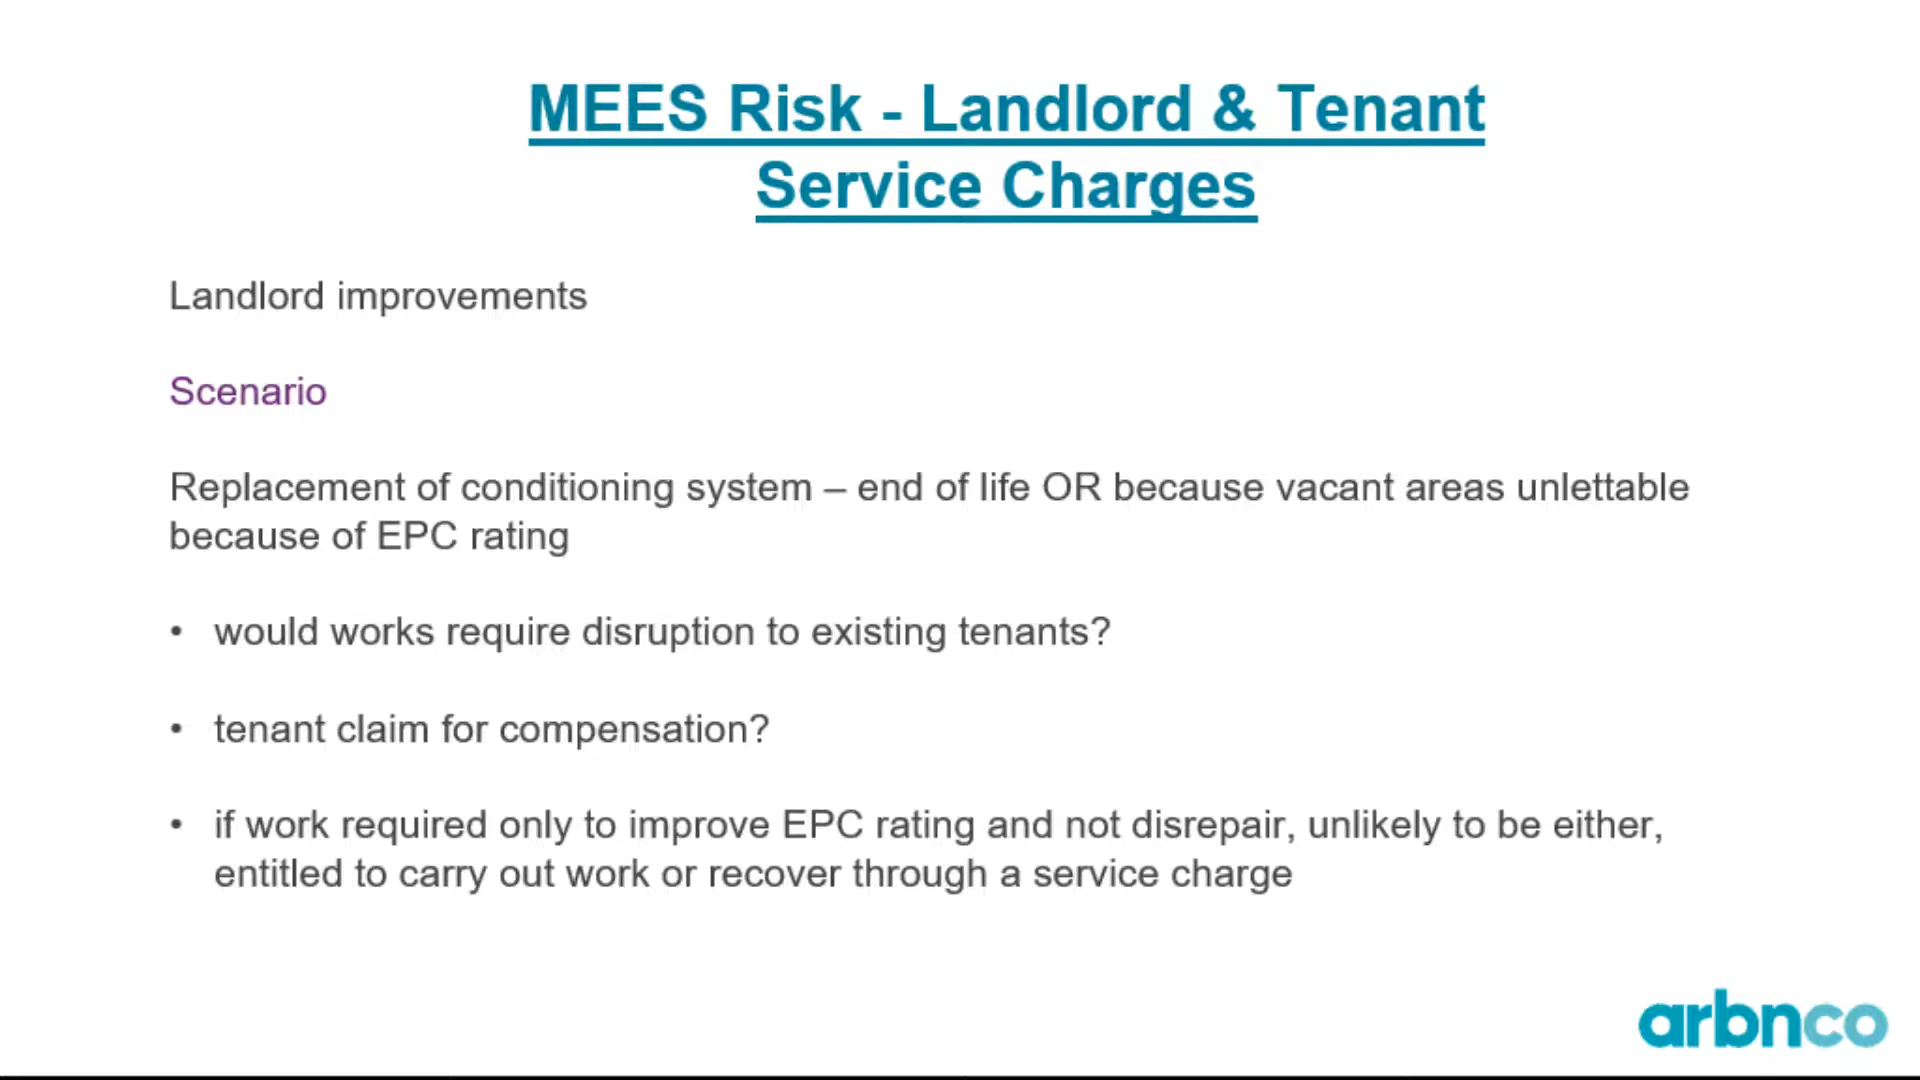 MEES Risk - Landlord & Tenant
Service Charges
Landlord improvements
Scenario
Replacement of conditioning system – end of life OR because vacant areas unlettable
because of EPC rating
• would works require disruption to existing tenants?
• tenant claim for compensation?
• if work required only to improve EPC rating and not disrepair, unlikely to be either,
entitled to carry out work or recover through a service charge
arbnco